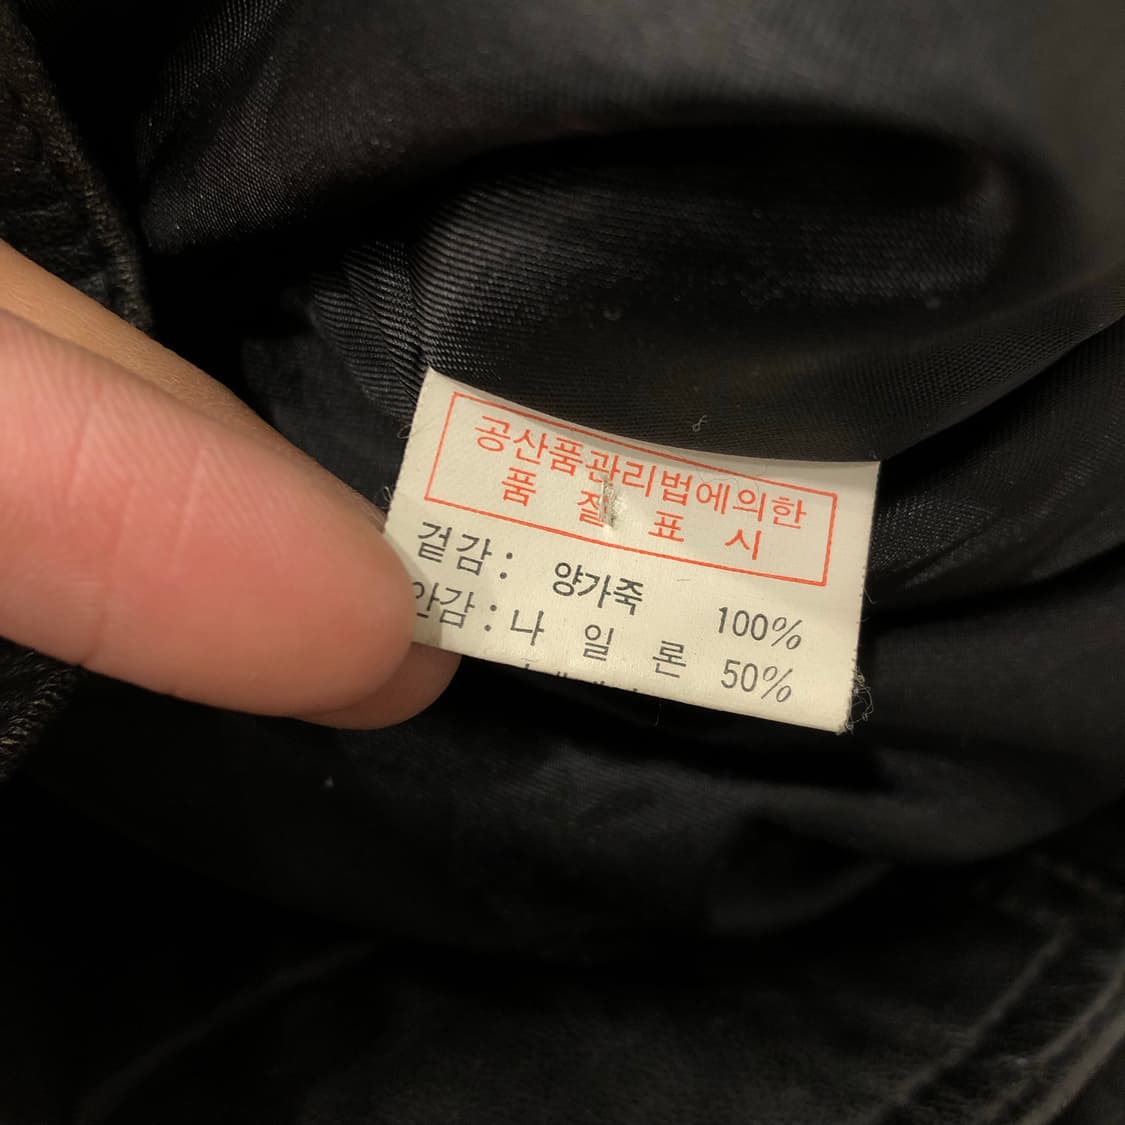 공산품관리법에의한
품 질 표 시
겉감: 양가죽 100%
안감: 나 일 론 50%